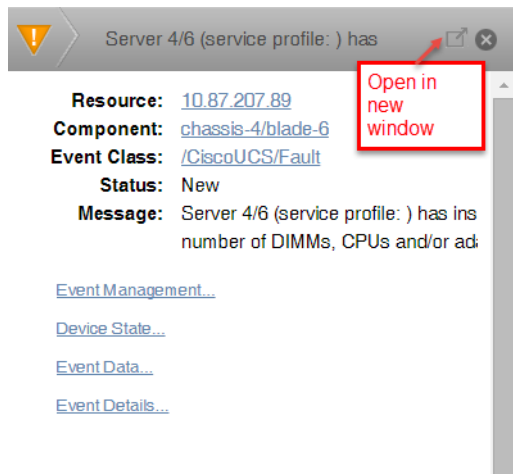 Server 4/6 (service profile: ) has
Open in
new
window
Resource: 10.87.207.89
Component: chassis-4/blade-6
Event Class: /CiscoUCS/Fault
Status: New
Message: Server 4/6 (service profile: ) has ins
number of DIMMs, CPUs and/or ad
Event Management...
Device State...
Event Data...
Event Details...